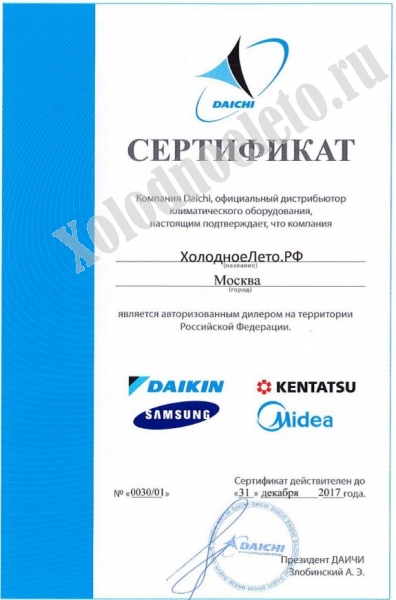 DAICHI
Xolodnoeleto.ru
СЕРТИФИКАТ
Компания Daichi, официальный дистрибьютор
климатического оборудования,
настоящим подтверждает, что компания
ХолодноеЛето.РФ
(название)
Москва
(город)
является авторизованным дилером на территории
Российской Федерации.
DAIKIN
KENTATSU
SAMSUNG
Midea
Сертификат действителен до
№ «0030/01»
«31 » декабря 2017 года.
DAICHI
Президент ДАИЧИ
Злобинский А. Э.